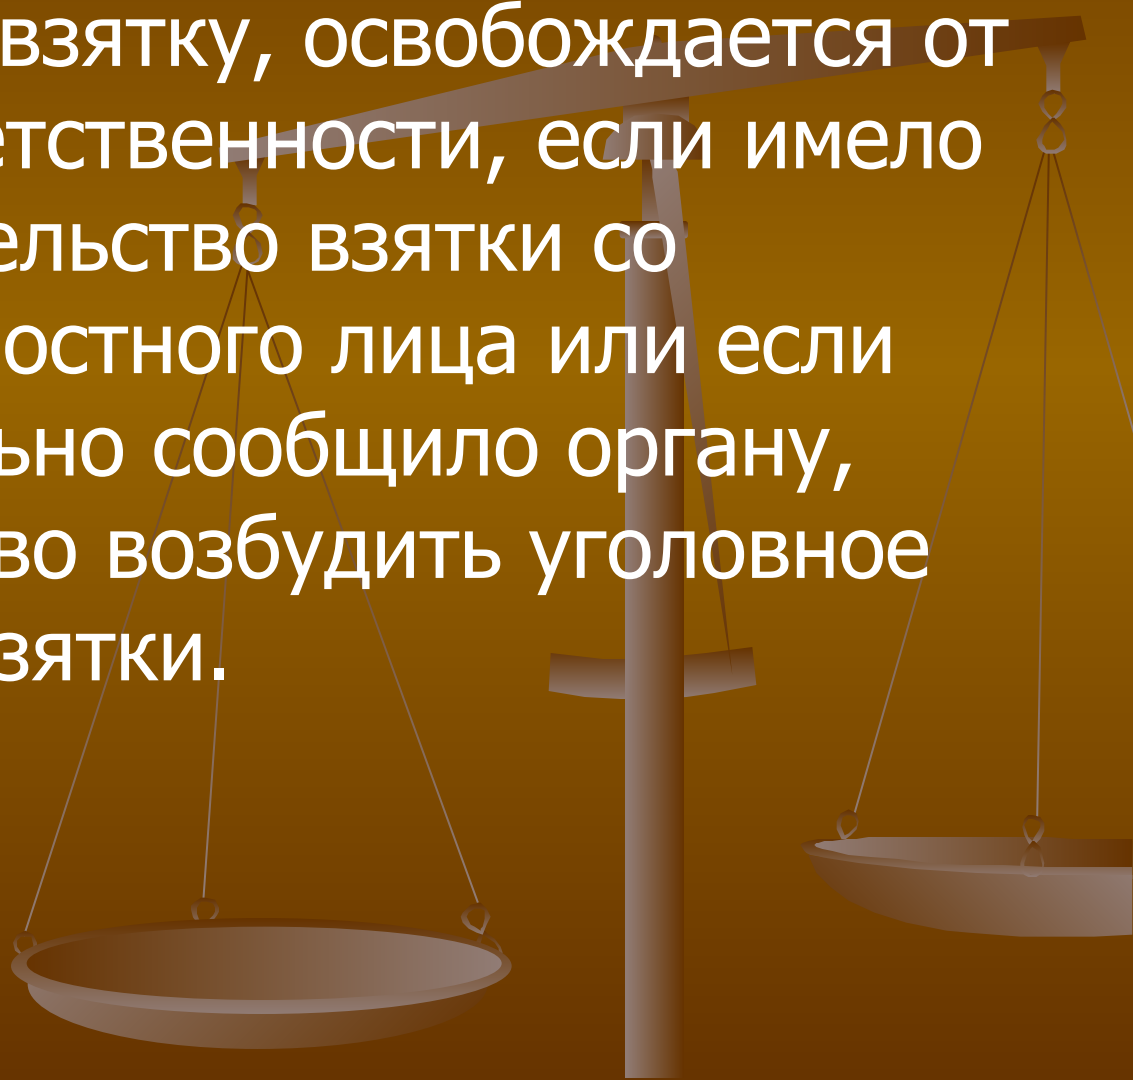 взятку, освобождается от
етственности, если имело
ельство взятки со
остного лица или если
ьно сообщило органу,
во возбудить уголовное
зятки.